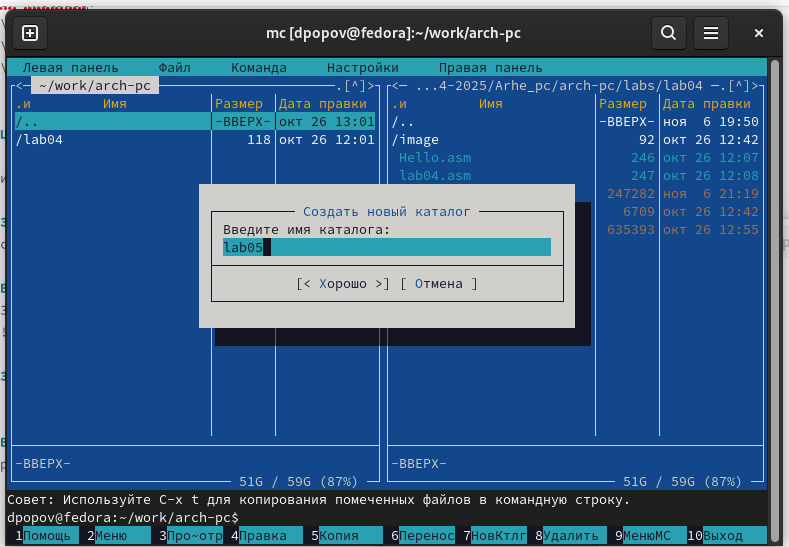 mc [dpopov@fedora]:~/work/arch-pc
Левая панель Файл Команда Настройки Правая панель
<─ ~/work/arch-pc ─.[^]>
.и Имя Размер Дата правки
/.. -ВВЕРХ- окт 26 13:01
/lab04 118 окт 26 12:01
-ВВЕРХ-
51G / 59G (87%)
<─ ...4-2025/Arhe_pc/arch-pc/labs/lab04 ─.[^]>
.и Имя Размер Дата правки
/.. -ВВЕРХ- ноя 6 19:50
/image 92 окт 26 12:42
Hello.asm 246 окт 26 12:07
lab04.asm 247 окт 26 12:08
247282 ноя 6 21:19
6709 окт 26 12:42
635393 окт 26 12:55
-ВВЕРХ-
51G / 59G (87%)
Создать новый каталог
Введите имя каталога:
lab05
[< Хорошо >] [ Отмена ]
Совет: Используйте C-x t для копирования помеченных файлов в командную строку.
dpopov@fedora:~/work/arch-pc$
1Помощь 2Меню 3Про~отр 4Правка 5Копия 6Перенос 7НовКтлг 8Удалить 9МенюМС 10Выход